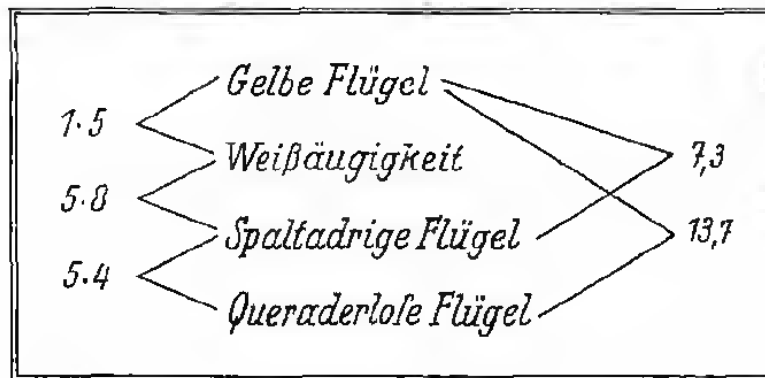 Gelbe Flügel
1·5
Weißäugigkeit
7,3
5·8
Spaltadrige Flügel
13,7
5·4
Queraderloſe Flügel